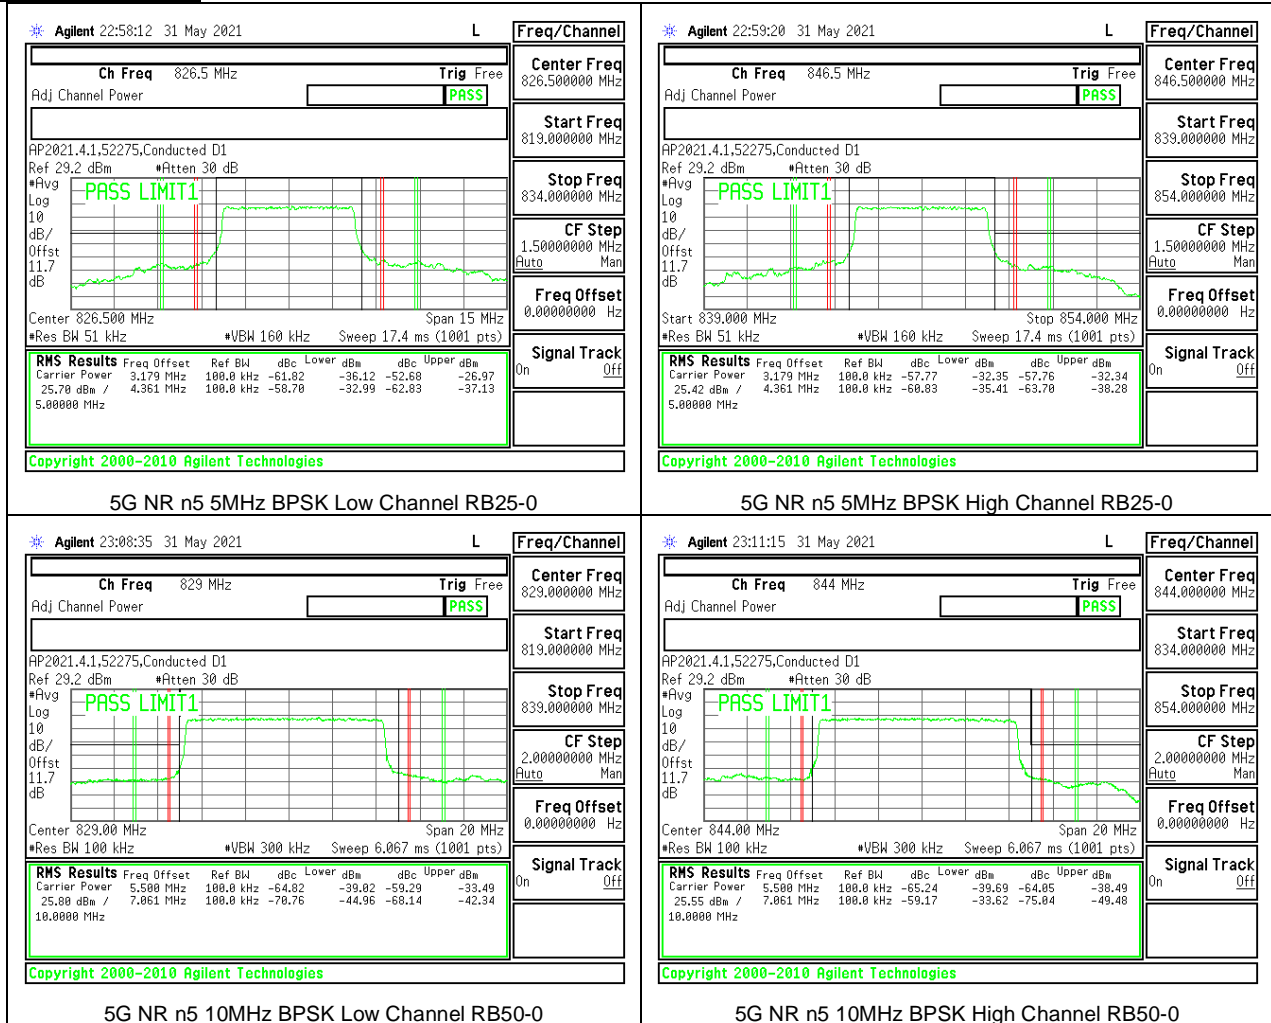 Agilent 22:58:12 31 May 2021 L Freq/Channel
Ch Freq 826.5 MHz Trig Free
Adj Channel Power PASS
Center Freq
826.500000 MHz
Start Freq
819.000000 MHz
AP2021.4.1,52275,Conducted D1
Ref 29.2 dBm #Atten 30 dB
#Avg
Log
10
dB/
Offst
11.7
dB
PASS LIMIT1
Stop Freq
834.000000 MHz
CF Step
1.50000000 MHz
Auto Man
Freq Offset
0.00000000 Hz
Center 826.500 MHz Span 15 MHz
#Res BW 51 kHz #VBW 160 kHz Sweep 17.4 ms (1001 pts)
Signal Track
On Off
RMS Results Freq Offset Ref BW dBc Lower dBm dBc Upper dBm
Carrier Power 3.179 MHz 100.0 kHz -61.82 -36.12 -52.68 -26.97
25.70 dBm / 4.361 MHz 100.0 kHz -58.70 -32.99 -62.83 -37.13
5.00000 MHz
Copyright 2000-2010 Agilent Technologies
5G NR n5 5MHz BPSK Low Channel RB25-0
Agilent 22:59:20 31 May 2021 L Freq/Channel
Ch Freq 846.5 MHz Trig Free
Adj Channel Power PASS
Center Freq
846.500000 MHz
Start Freq
839.000000 MHz
AP2021.4.1,52275,Conducted D1
Ref 29.2 dBm #Atten 30 dB
#Avg
Log
10
dB/
Offst
11.7
dB
PASS LIMIT1
Stop Freq
854.000000 MHz
CF Step
1.50000000 MHz
Auto Man
Freq Offset
0.00000000 Hz
Start 839.000 MHz Stop 854.000 MHz
#Res BW 51 kHz #VBW 160 kHz Sweep 17.4 ms (1001 pts)
Signal Track
On Off
RMS Results Freq Offset Ref BW dBc Lower dBm dBc Upper dBm
Carrier Power 3.179 MHz 100.0 kHz -57.77 -32.35 -57.76 -32.34
25.42 dBm / 4.361 MHz 100.0 kHz -60.83 -35.41 -63.70 -38.28
5.00000 MHz
Copyright 2000-2010 Agilent Technologies
5G NR n5 5MHz BPSK High Channel RB25-0
Agilent 23:08:35 31 May 2021 L Freq/Channel
Ch Freq 829 MHz Trig Free
Adj Channel Power PASS
Center Freq
829.000000 MHz
Start Freq
819.000000 MHz
AP2021.4.1,52275,Conducted D1
Ref 29.2 dBm #Atten 30 dB
#Avg
Log
10
dB/
Offst
11.7
dB
PASS LIMIT1
Stop Freq
839.000000 MHz
CF Step
2.00000000 MHz
Auto Man
Freq Offset
0.00000000 Hz
Center 829.00 MHz Span 20 MHz
#Res BW 100 kHz #VBW 300 kHz Sweep 6.067 ms (1001 pts)
Signal Track
On Off
RMS Results Freq Offset Ref BW dBc Lower dBm dBc Upper dBm
Carrier Power 5.500 MHz 100.0 kHz -64.82 -39.02 -59.29 -33.49
25.80 dBm / 7.061 MHz 100.0 kHz -70.76 -44.96 -68.14 -42.34
10.0000 MHz
Copyright 2000-2010 Agilent Technologies
5G NR n5 10MHz BPSK Low Channel RB50-0
Agilent 23:11:15 31 May 2021 L Freq/Channel
Ch Freq 844 MHz Trig Free
Adj Channel Power PASS
Center Freq
844.000000 MHz
Start Freq
834.000000 MHz
AP2021.4.1,52275,Conducted D1
Ref 29.2 dBm #Atten 30 dB
#Avg
Log
10
dB/
Offst
11.7
dB
PASS LIMIT1
Stop Freq
854.000000 MHz
CF Step
2.00000000 MHz
Auto Man
Freq Offset
0.00000000 Hz
Center 844.00 MHz Span 20 MHz
#Res BW 100 kHz #VBW 300 kHz Sweep 6.067 ms (1001 pts)
Signal Track
On Off
RMS Results Freq Offset Ref BW dBc Lower dBm dBc Upper dBm
Carrier Power 5.500 MHz 100.0 kHz -65.24 -39.69 -64.05 -38.49
25.55 dBm / 7.061 MHz 100.0 kHz -59.17 -33.62 -75.04 -49.48
10.0000 MHz
Copyright 2000-2010 Agilent Technologies
5G NR n5 10MHz BPSK High Channel RB50-0